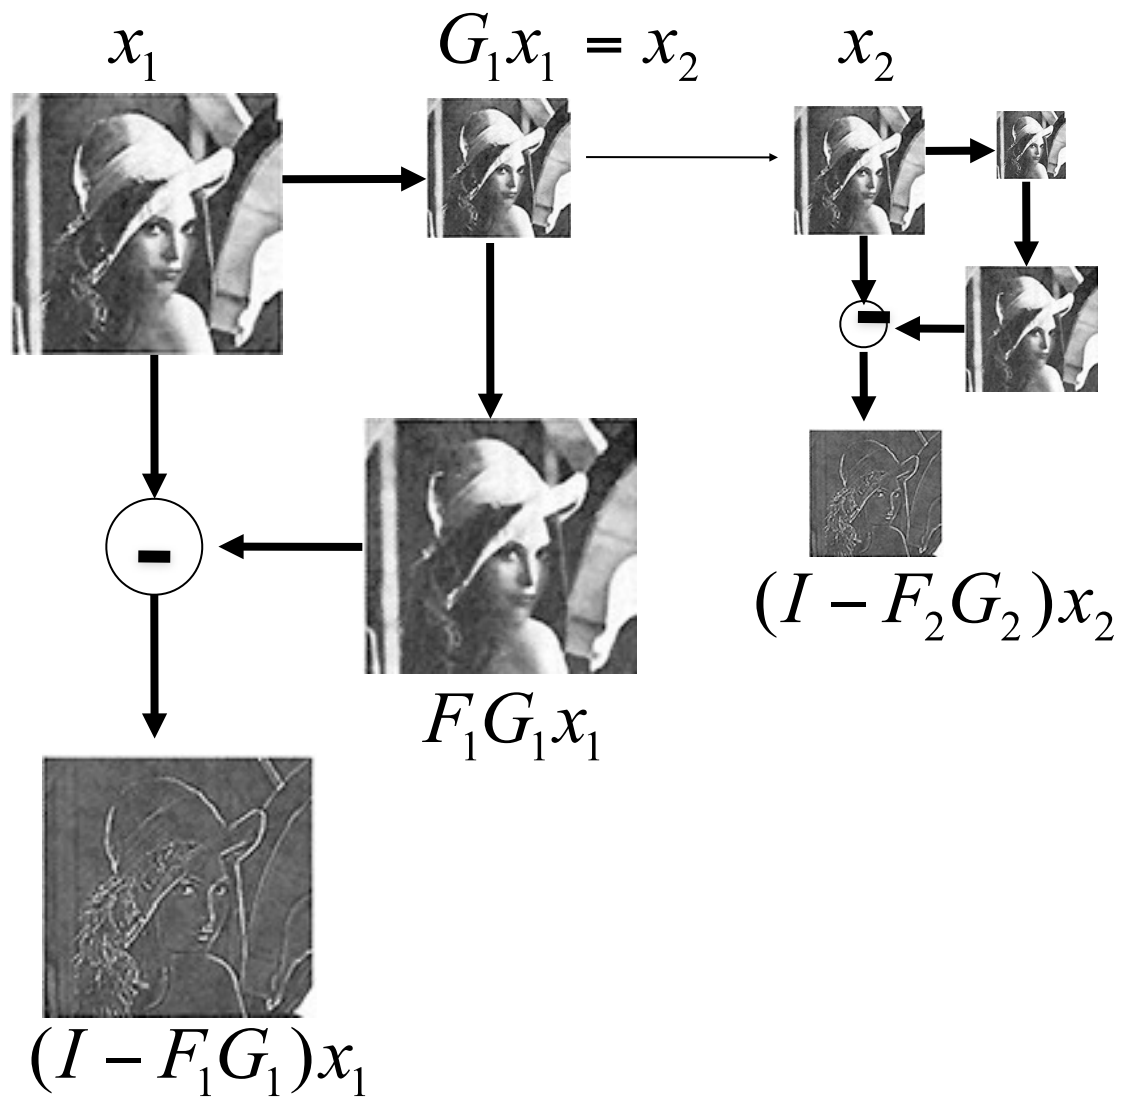 x₁
G₁x₁ = x₂
x₂
(I − F₂G₂)x₂
F₁G₁x₁
(I − F₁G₁)x₁